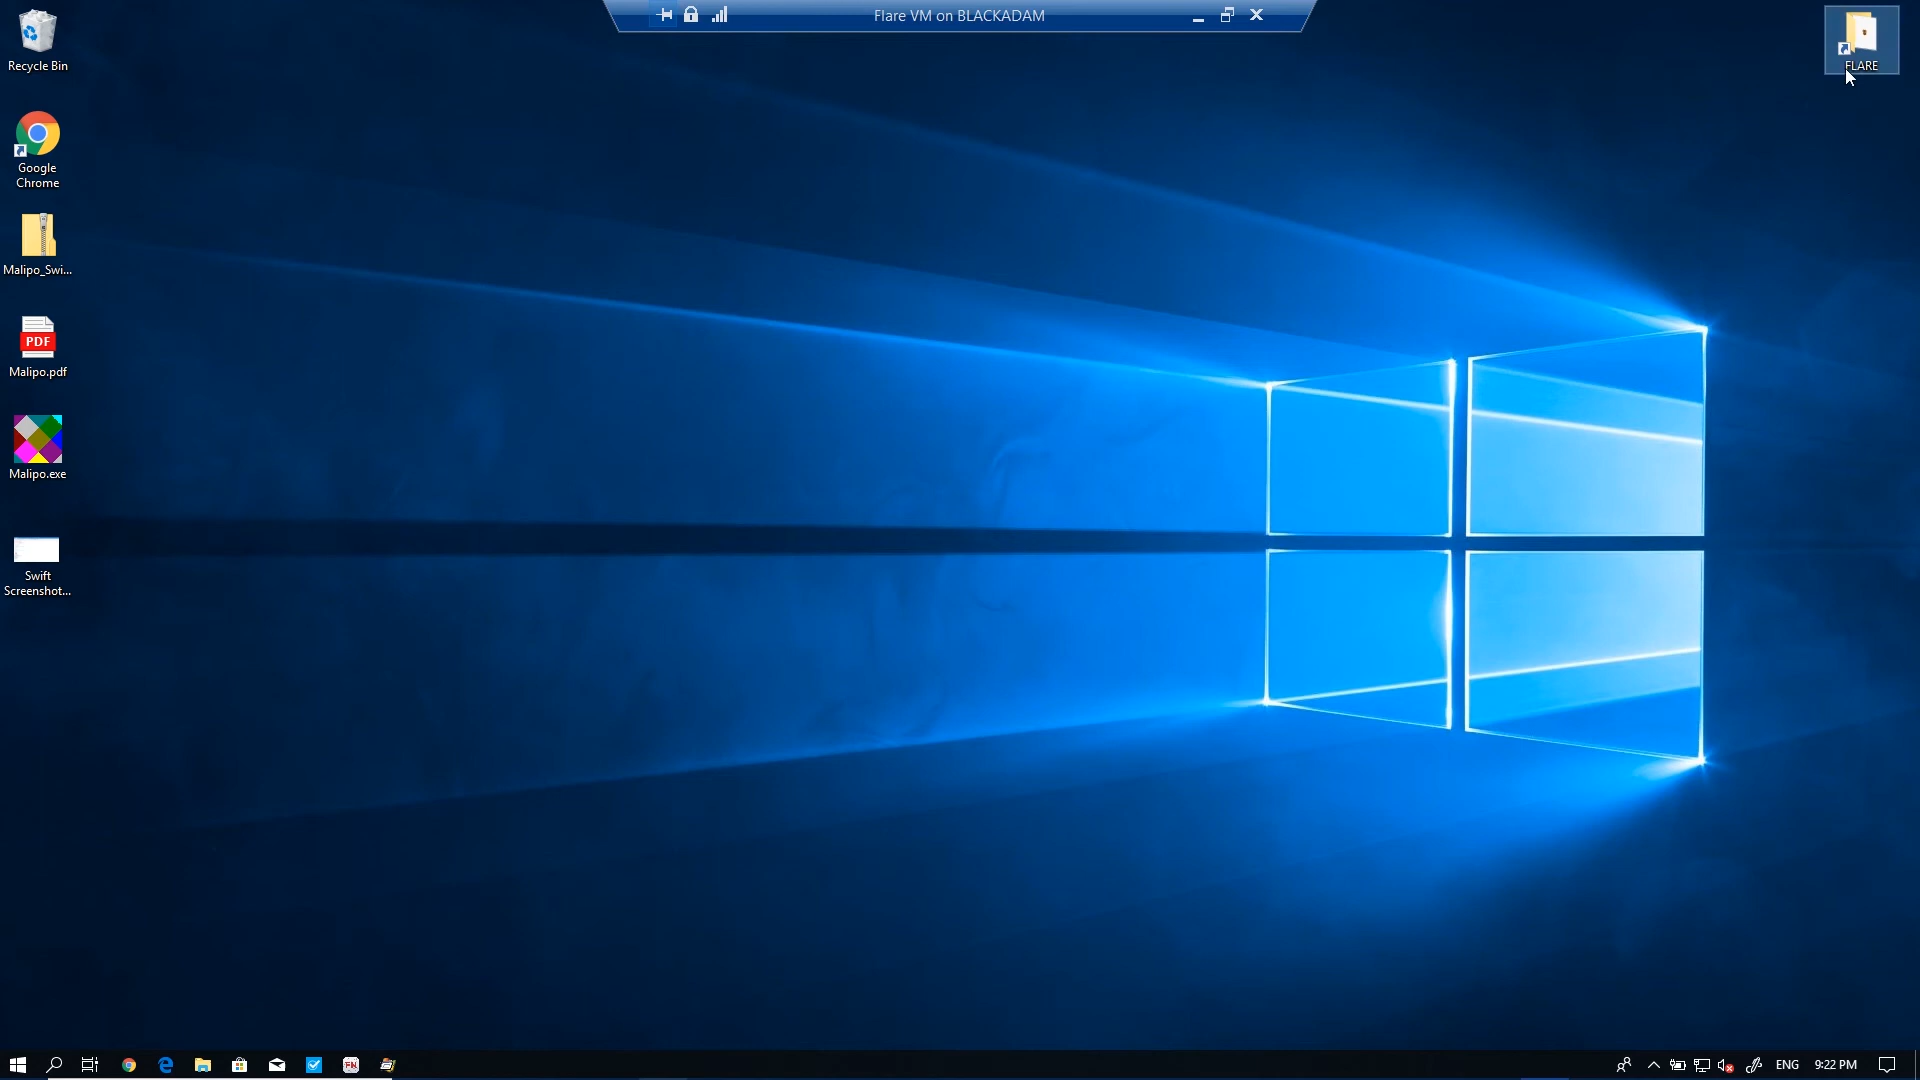 Flare VM on BLACKADAM
Recycle Bin
FLARE
Google
Chrome
Malipo_Swi...
PDF
Malipo.pdf
Malipo.exe
Swift
Screenshot...
FN
ENG
9:22 PM